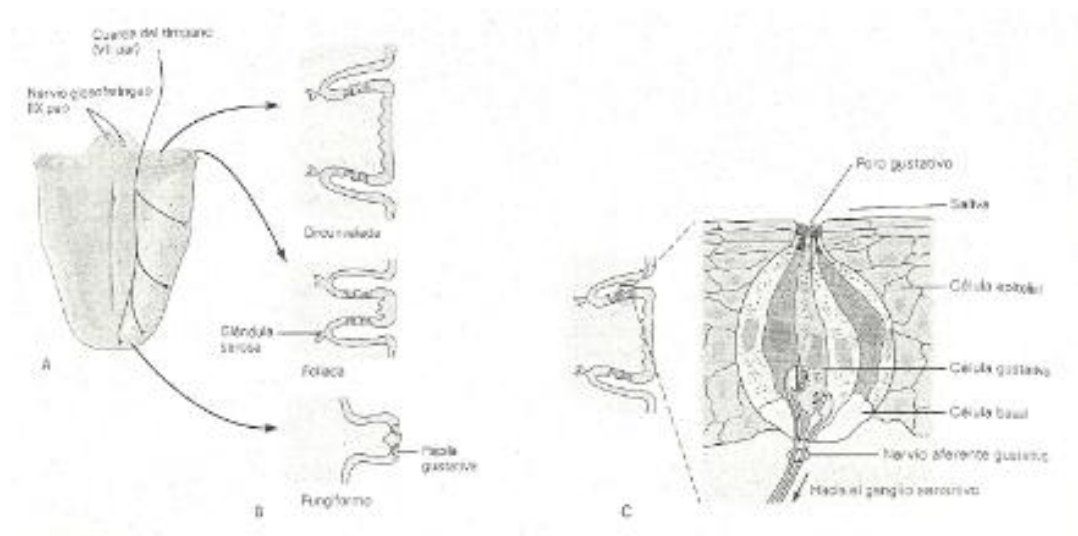 Cuerda del tímpano
(VII par)
Nervio glosofaríngeo
(IX par)
A
Circunvalada
Glándula
serosa
Foliada
Papila
gustativa
Fungiforme
B
Poro gustativo
Saliva
Célula epitelial
Célula gustativa
Célula basal
Nervio aferente gustativo
Hacia el ganglio sensitivo
C